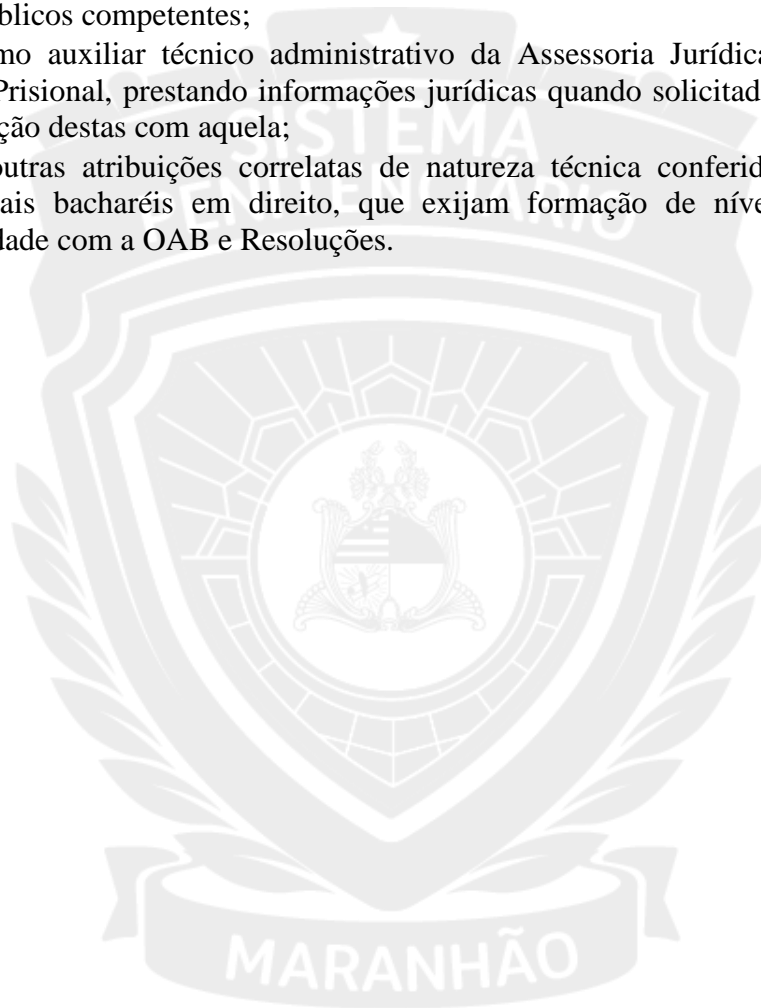 blicos competentes;
mo auxiliar técnico administrativo da Assessoria Jurídica
Prisional, prestando informações jurídicas quando solicitad
ção destas com aquela;
outras atribuições correlatas de natureza técnica conferid
ais bacharéis em direito, que exijam formação de níve
dade com a OAB e Resoluções.
SISTEMA
PENITENCIÁRIO
MARANHÃO